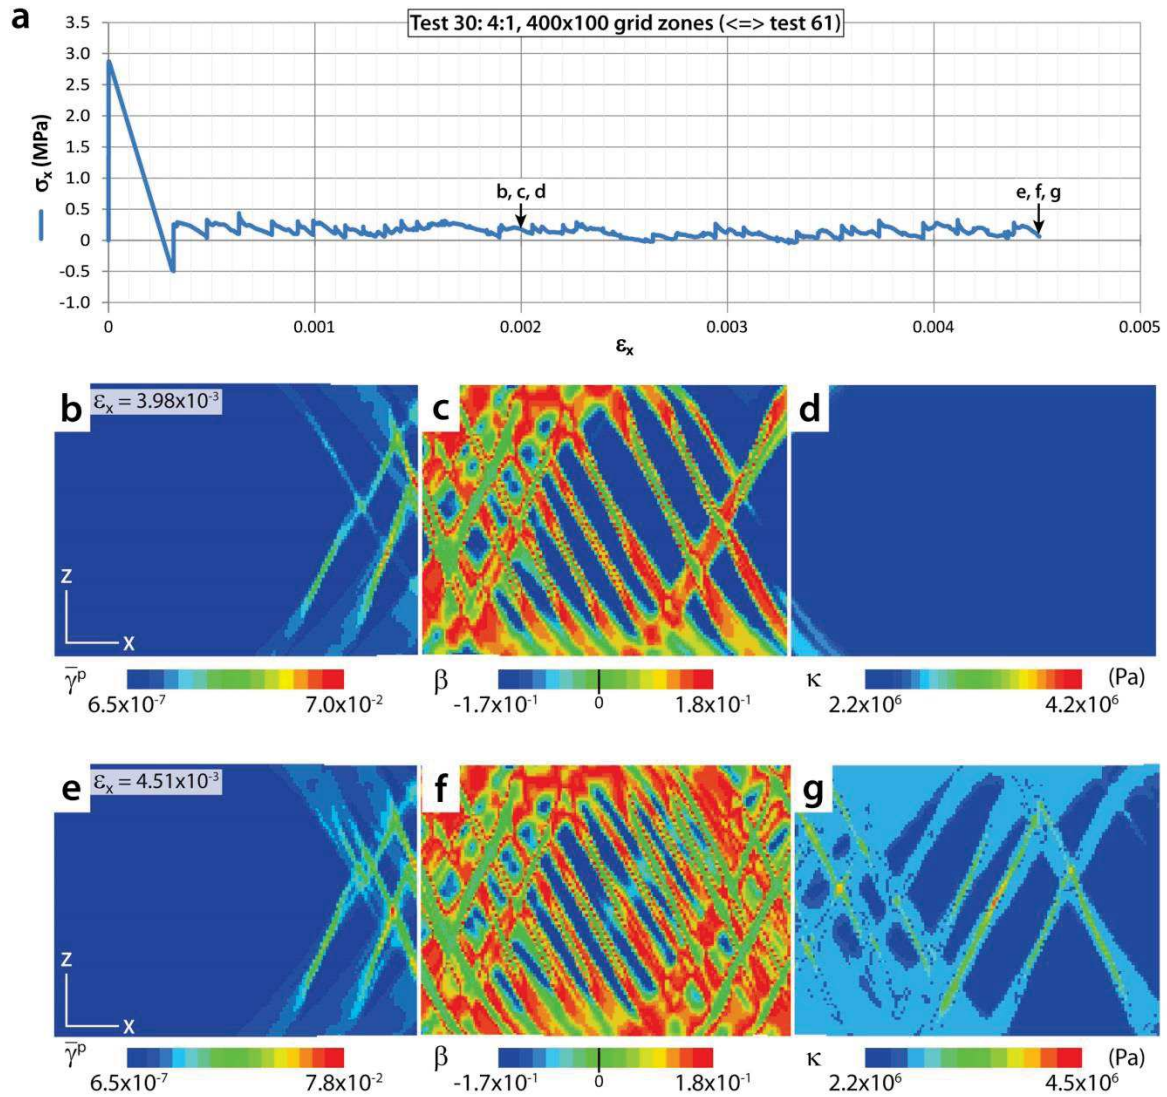 a
Test 30: 4:1, 400x100 grid zones (<=> test 61)
3.5
3.0
2.5
2.0
1.5
1.0
0.5
0
-0.5
-1.0
σx (MPa)
b, c, d
e, f, g
0
0.001
0.002
0.003
0.004
0.005
εx
b
εx = 3.98x10-3
c
d
z
x
γ̅p
6.5x10-7
7.0x10-2
β
-1.7x10-1
0
1.8x10-1
κ
(Pa)
2.2x106
4.2x106
e
εx = 4.51x10-3
f
g
z
x
γ̅p
6.5x10-7
7.8x10-2
β
-1.7x10-1
0
1.8x10-1
κ
(Pa)
2.2x106
4.5x106